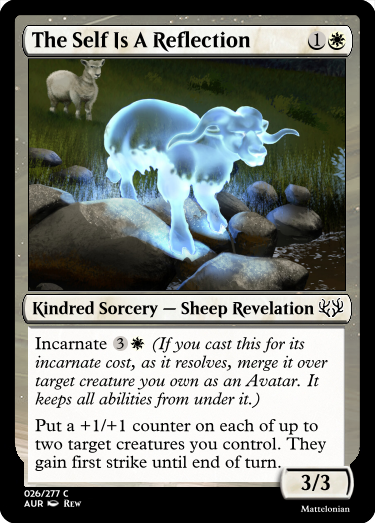 The Self Is A Reflection 1
Kindred Sorcery — Sheep Revelation
Incarnate 3 (If you cast this for its
incarnate cost, as it resolves, merge it over
target creature you own as an Avatar. It
keeps all abilities from under it.)
Put a +1/+1 counter on each of up to
two target creatures you control. They
gain first strike until end of turn.
3/3
026/277 C
AUR REW
Mattelonian